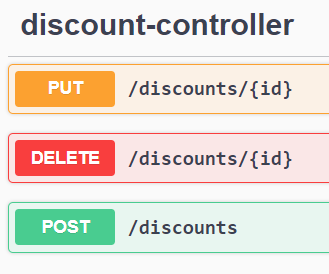 discount-controller
PUT /discounts/{id}
DELETE /discounts/{id}
POST /discounts